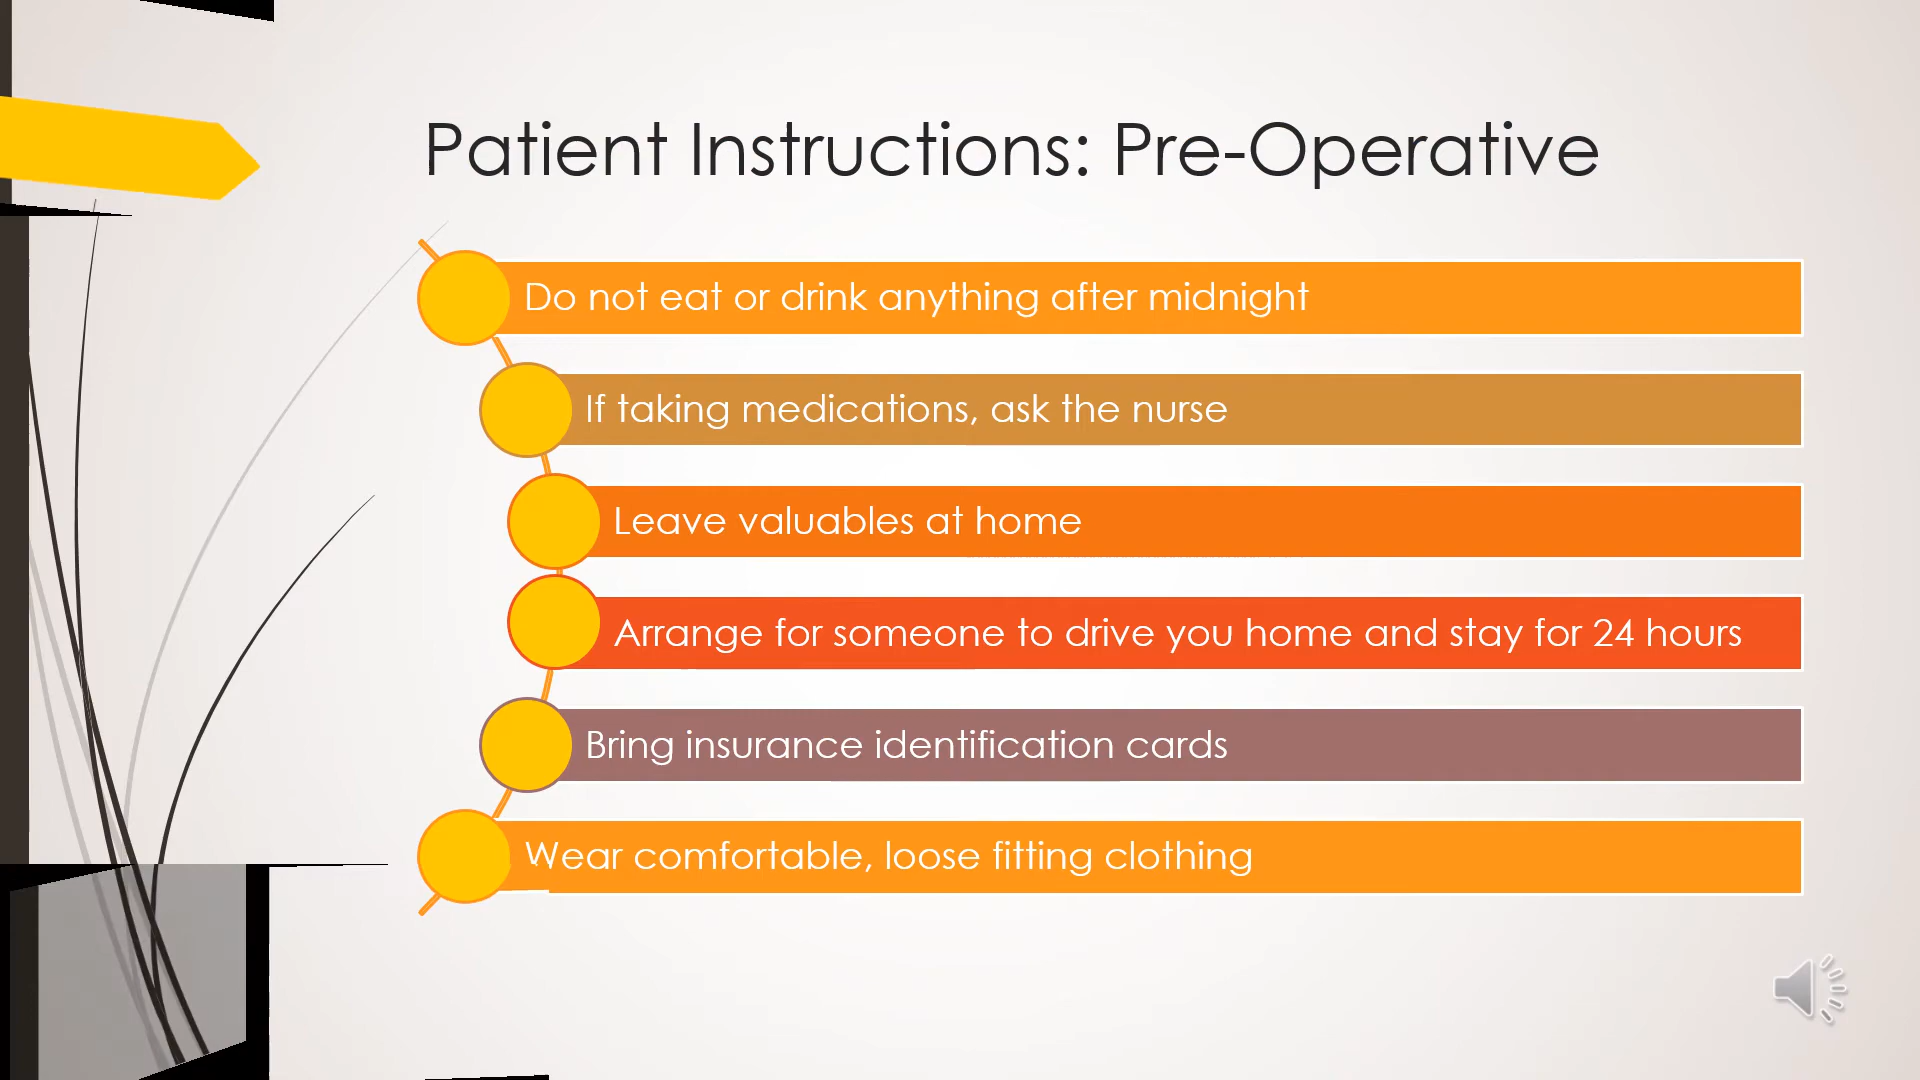 Patient Instructions: Pre-Operative
Do not eat or drink anything after midnight
If taking medications, ask the nurse
Leave valuables at home
Arrange for someone to drive you home and stay for 24 hours
Bring insurance identification cards
Wear comfortable, loose fitting clothing